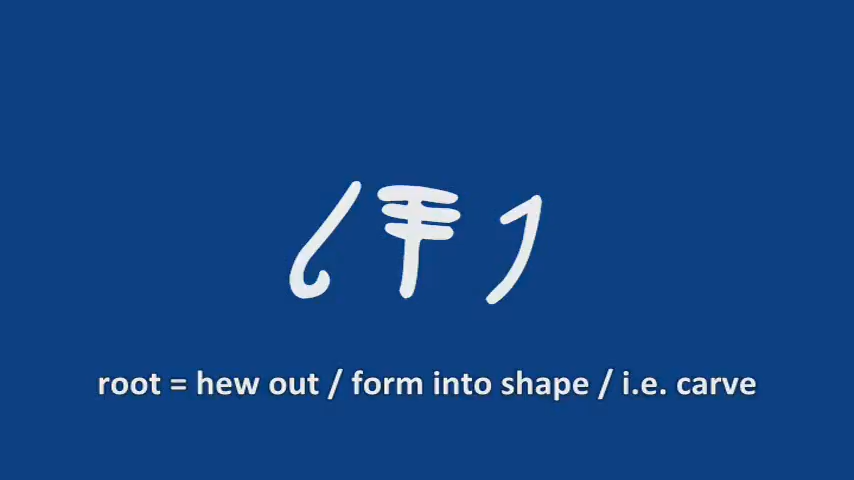 𐤐𐤎𐤋
root = hew out / form into shape / i.e. carve